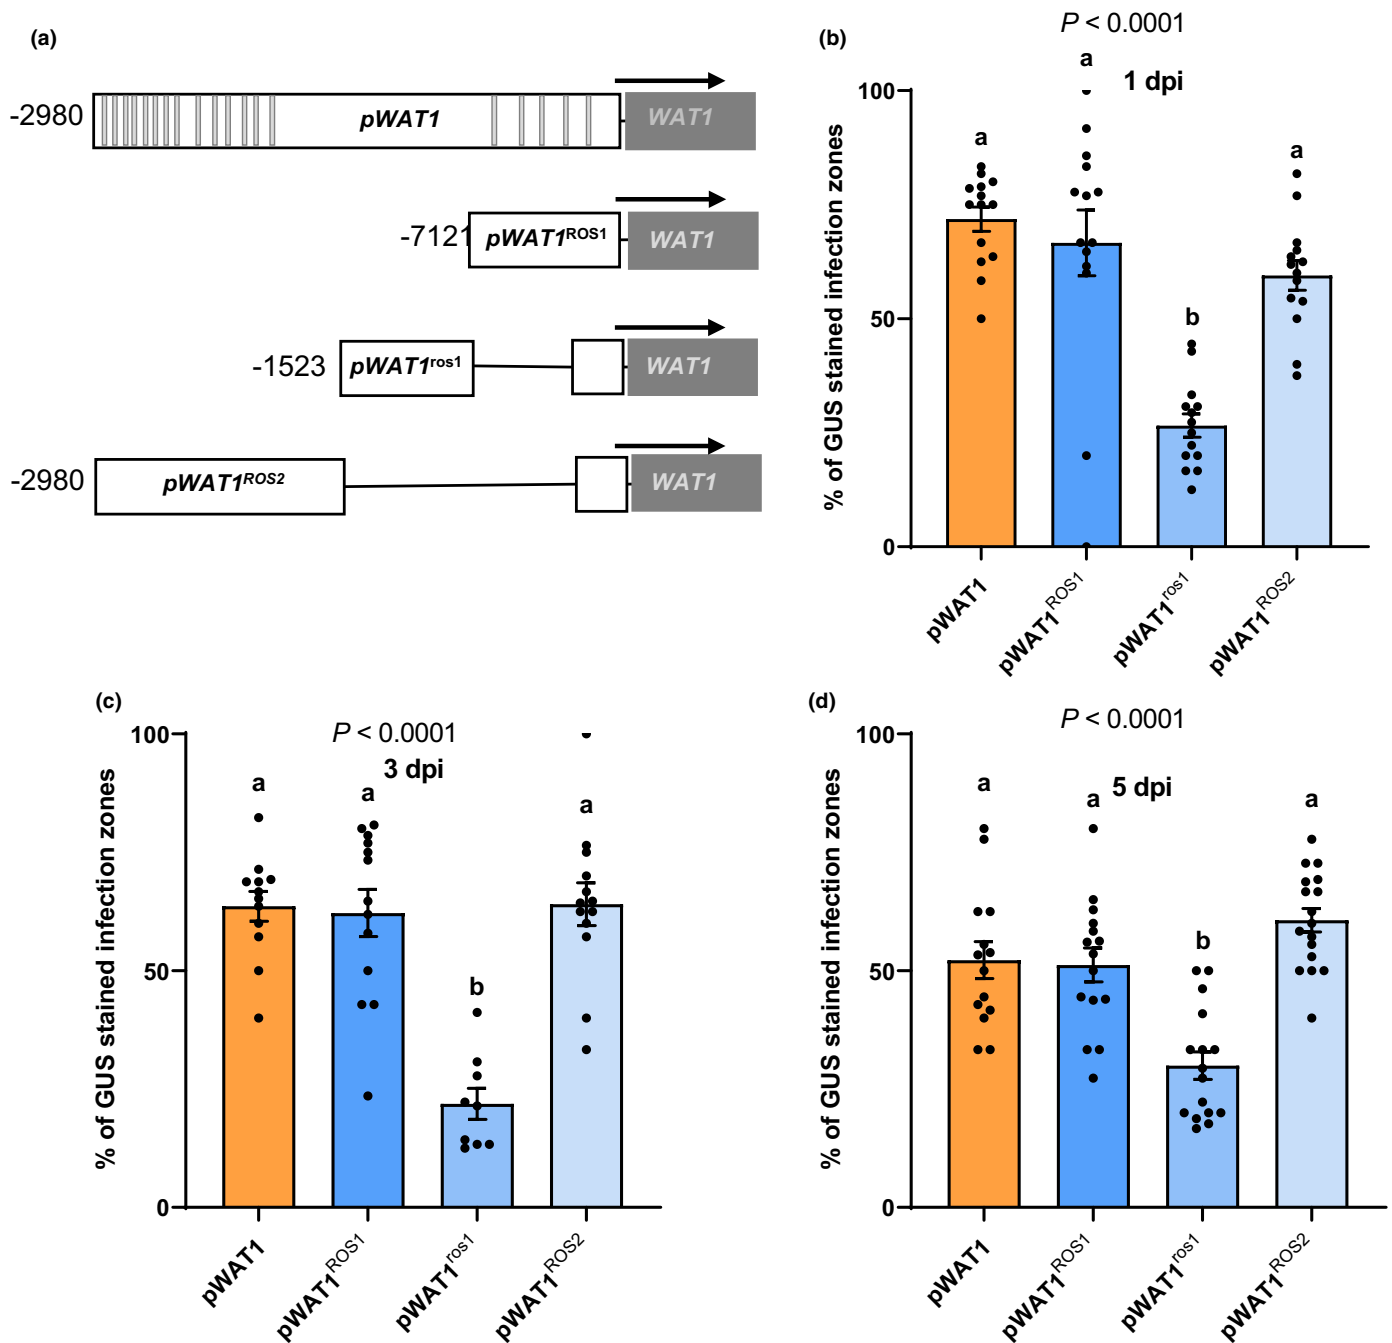 (a)
-2980 pWAT1 WAT1
-7121 pWAT1ROS1 WAT1
-1523 pWAT1ros1 WAT1
-2980 pWAT1ROS2 WAT1
(b)
P < 0.0001
1 dpi
% of GUS stained infection zones
100
50
0
a
a
b
a
pWAT1
pWAT1ROS1
pWAT1ros1
pWAT1ROS2
(c)
P < 0.0001
3 dpi
% of GUS stained infection zones
100
50
0
a
a
b
a
pWAT1
pWAT1ROS1
pWAT1ros1
pWAT1ROS2
(d)
P < 0.0001
5 dpi
% of GUS stained infection zones
100
50
0
a
a
b
a
pWAT1
pWAT1ROS1
pWAT1ros1
pWAT1ROS2